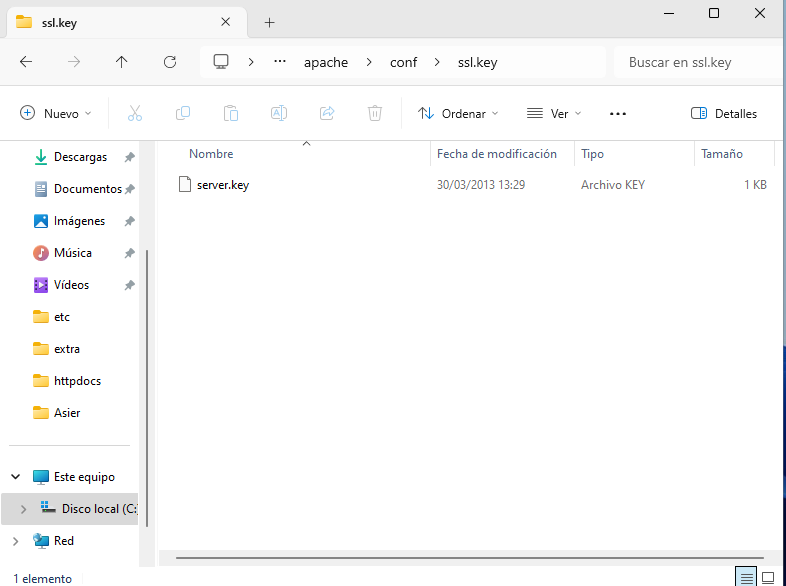 ssl.key
apache conf ssl.key Buscar en ssl.key
Nuevo Ordenar Ver Detalles
Nombre Fecha de modificación Tipo Tamaño
server.key 30/03/2013 13:29 Archivo KEY 1 KB
Descargas
Documentos
Imágenes
Música
Vídeos
etc
extra
httpdocs
Asier
Este equipo
Disco local (C:
Red
1 elemento